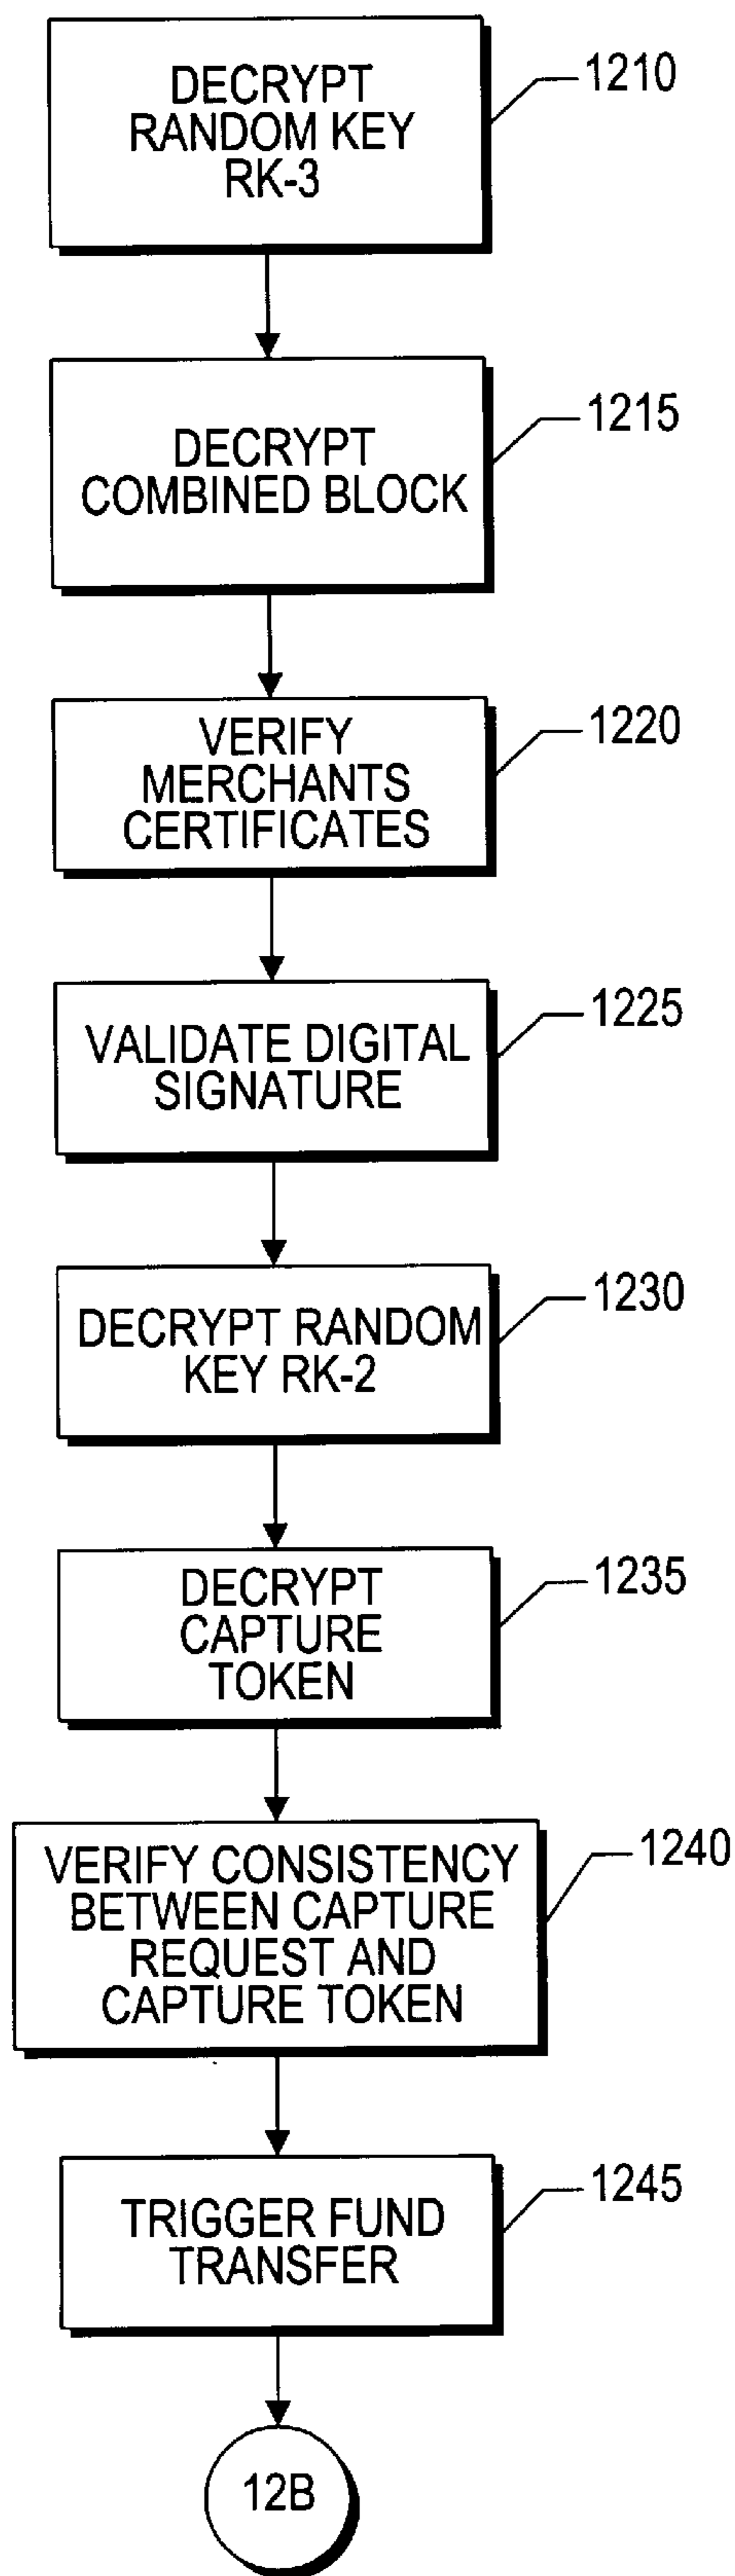 DECRYPT
RANDOM KEY
RK-3
1210
DECRYPT
COMBINED BLOCK
1215
VERIFY
MERCHANTS
CERTIFICATES
1220
VALIDATE DIGITAL
SIGNATURE
1225
DECRYPT RANDOM
KEY RK-2
1230
DECRYPT
CAPTURE
TOKEN
1235
VERIFY CONSISTENCY
BETWEEN CAPTURE
REQUEST AND
CAPTURE TOKEN
1240
TRIGGER FUND
TRANSFER
1245
12B